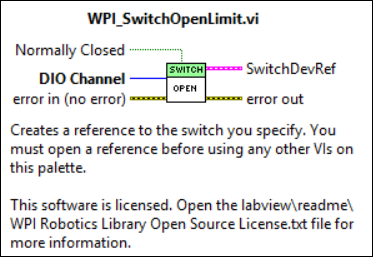 WPI_SwitchOpenLimit.vi
Normally Closed
SWITCH
SwitchDevRef
DIO Channel
OPEN
error in (no error)
error out
Creates a reference to the switch you specify. You
must open a reference before using any other VIs on
this palette.
This software is licensed. Open the labview\readme\
WPI Robotics Library Open Source License.txt file for
more information.